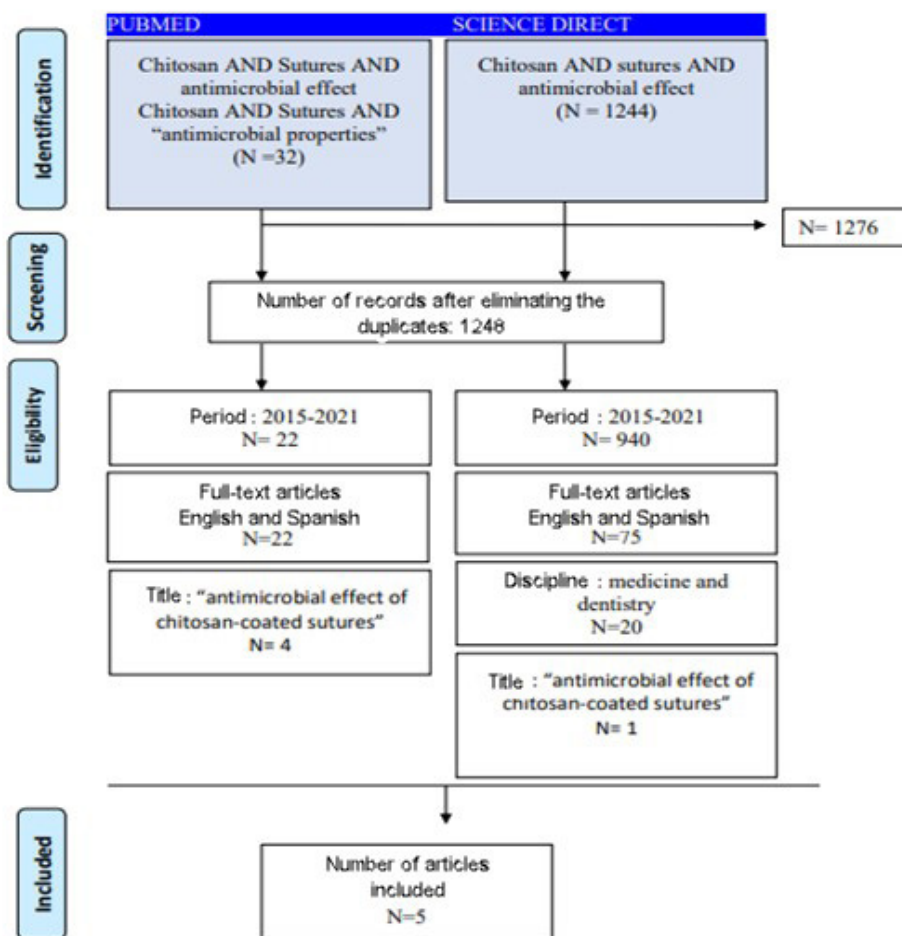 PUBMED
SCIENCE DIRECT
Identification
Chitosan AND Sutures AND
antimicrobial effect
Chitosan AND Sutures AND
“antimicrobial properties”
(N =32)
Chitosan AND sutures AND
antimicrobial effect
(N = 1244)
N= 1276
Screening
Number of records after eliminating the
duplicates: 1248
Eligibility
Period : 2015-2021
N= 22
Period : 2015-2021
N= 940
Full-text articles
English and Spanish
N=22
Full-text articles
English and Spanish
N=75
Title : “antimicrobial effect of
chitosan-coated sutures”
N= 4
Discipline : medicine and
dentistry
N=20
Title : “antimicrobial effect of
chitosan-coated sutures”
N= 1
Included
Number of articles
included
N=5